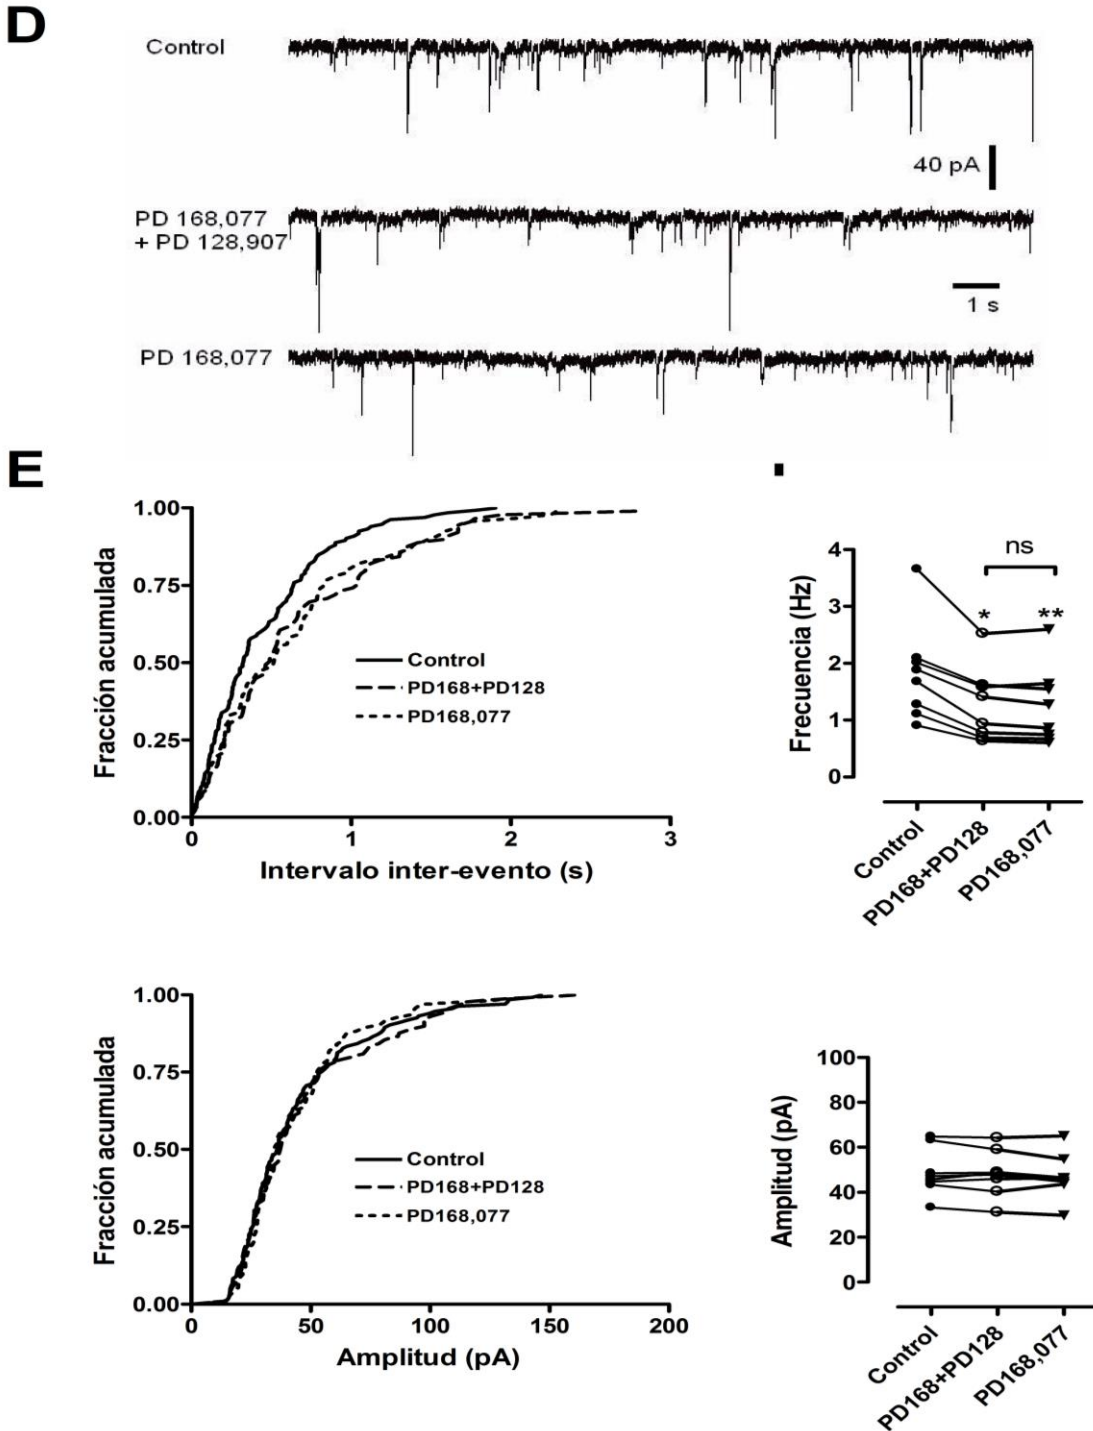 D
Control
40 pA
PD 168,077
+ PD 128,907
1 s
PD 168,077
E
1.00
0.75
0.50
0.25
0.00
Fracción acumulada
Control
PD168+PD128
PD168,077
0
1
2
3
Intervalo inter-evento (s)
ns
*
**
4
3
2
1
0
Frecuencia (Hz)
Control
PD168+PD128
PD168,077
1.00
0.75
0.50
0.25
0.00
Fracción acumulada
Control
PD168+PD128
PD168,077
0
50
100
150
200
Amplitud (pA)
100
80
60
40
20
0
Amplitud (pA)
Control
PD168+PD128
PD168,077